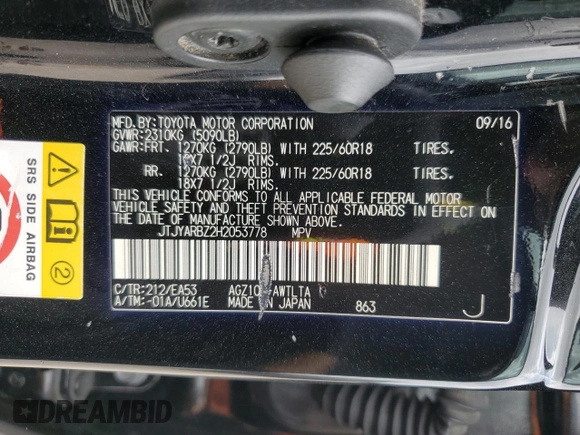 MFD.BY:TOYOTA MOTOR CORPORATION 09/16
GVWR:2310KG (5090LB)
GAWR:FRT. 1270KG (2790LB) WITH 225/60R18 TIRES.
18X7 1/2J RIMS.
RR. 1270KG (2790LB) WITH 225/60R18 TIRES.
18X7 1/2J RIMS.
THIS VEHICLE CONFORMS TO ALL APPLICABLE FEDERAL MOTOR
VEHICLE SAFETY AND THEFT PREVENTION STANDARDS IN EFFECT ON
THE DATE OF MANUFACTURE SHOWN ABOVE.
JTJYARBZ2H2053778 MPV
C/TR:212/EA53 AGZ10 -AWTLTA
A/TM:-01A/U661E MADE IN JAPAN 863 J
SRS SIDE AIRBAG
2
DREAMBID